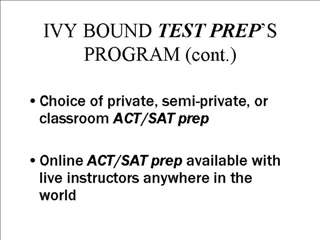 IVY BOUND TEST PREP'S
PROGRAM (cont.)
•Choice of private, semi-private, or
classroom ACT/SAT prep
•Online ACT/SAT prep available with
live instructors anywhere in the
world